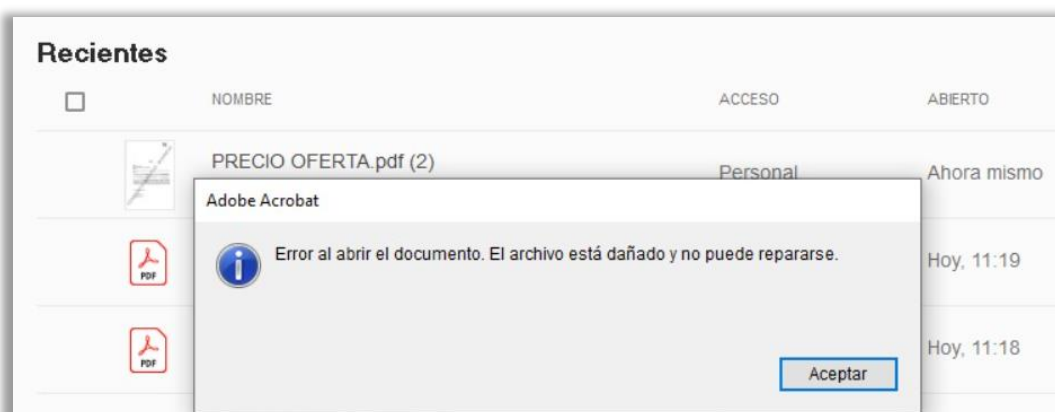 Recientes
NOMBRE ACCESO ABIERTO
PRECIO OFERTA.pdf (2) Personal Ahora mismo
Adobe Acrobat
Error al abrir el documento. El archivo está dañado y no puede repararse.
PDF Hoy, 11:19
PDF Hoy, 11:18
Aceptar